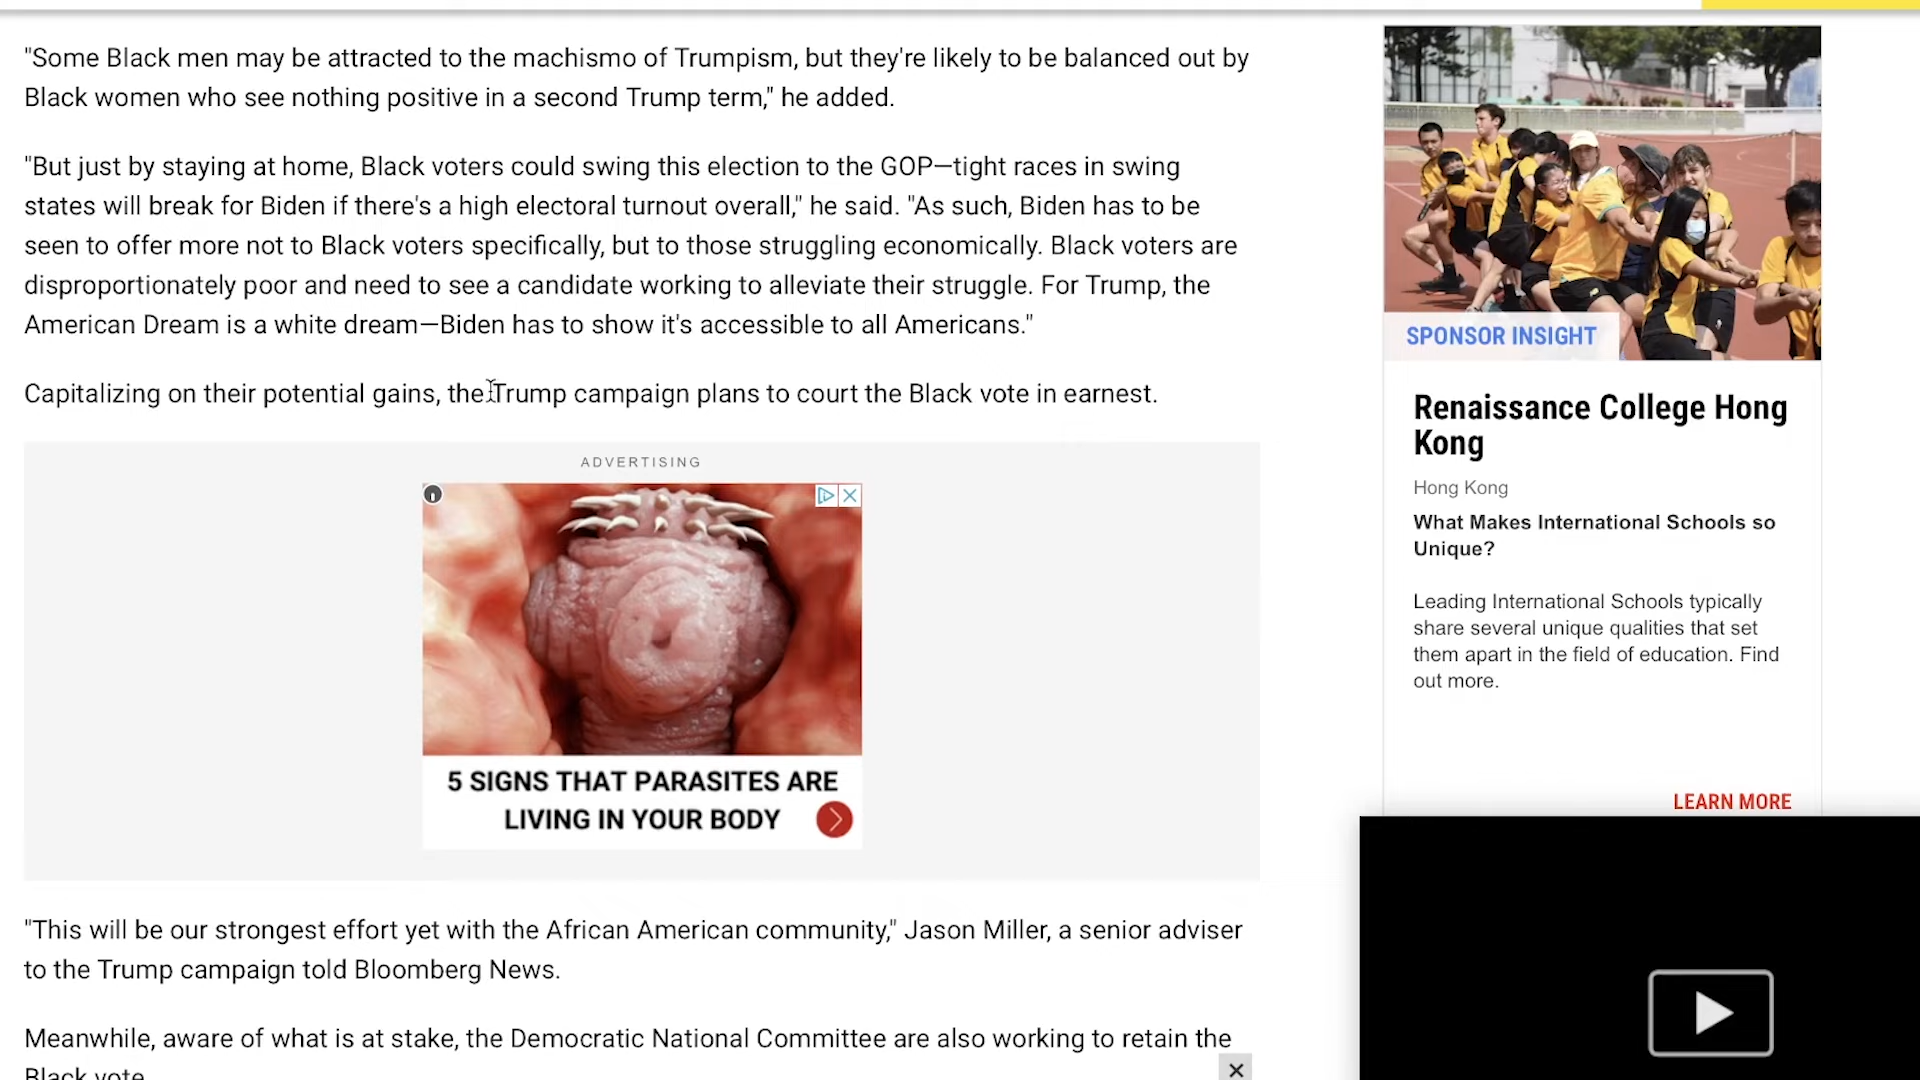 "Some Black men may be attracted to the machismo of Trumpism, but they're likely to be balanced out by
Black women who see nothing positive in a second Trump term," he added.
"But just by staying at home, Black voters could swing this election to the GOP—tight races in swing
states will break for Biden if there's a high electoral turnout overall," he said. "As such, Biden has to be
seen to offer more not to Black voters specifically, but to those struggling economically. Black voters are
disproportionately poor and need to see a candidate working to alleviate their struggle. For Trump, the
American Dream is a white dream—Biden has to show it's accessible to all Americans."
Capitalizing on their potential gains, the Trump campaign plans to court the Black vote in earnest.
ADVERTISING
5 SIGNS THAT PARASITES ARE
LIVING IN YOUR BODY
"This will be our strongest effort yet with the African American community," Jason Miller, a senior adviser
to the Trump campaign told Bloomberg News.
Meanwhile, aware of what is at stake, the Democratic National Committee are also working to retain the
Black vote.
SPONSOR INSIGHT
Renaissance College Hong
Kong
Hong Kong
What Makes International Schools so
Unique?
Leading International Schools typically
share several unique qualities that set
them apart in the field of education. Find
out more.
LEARN MORE